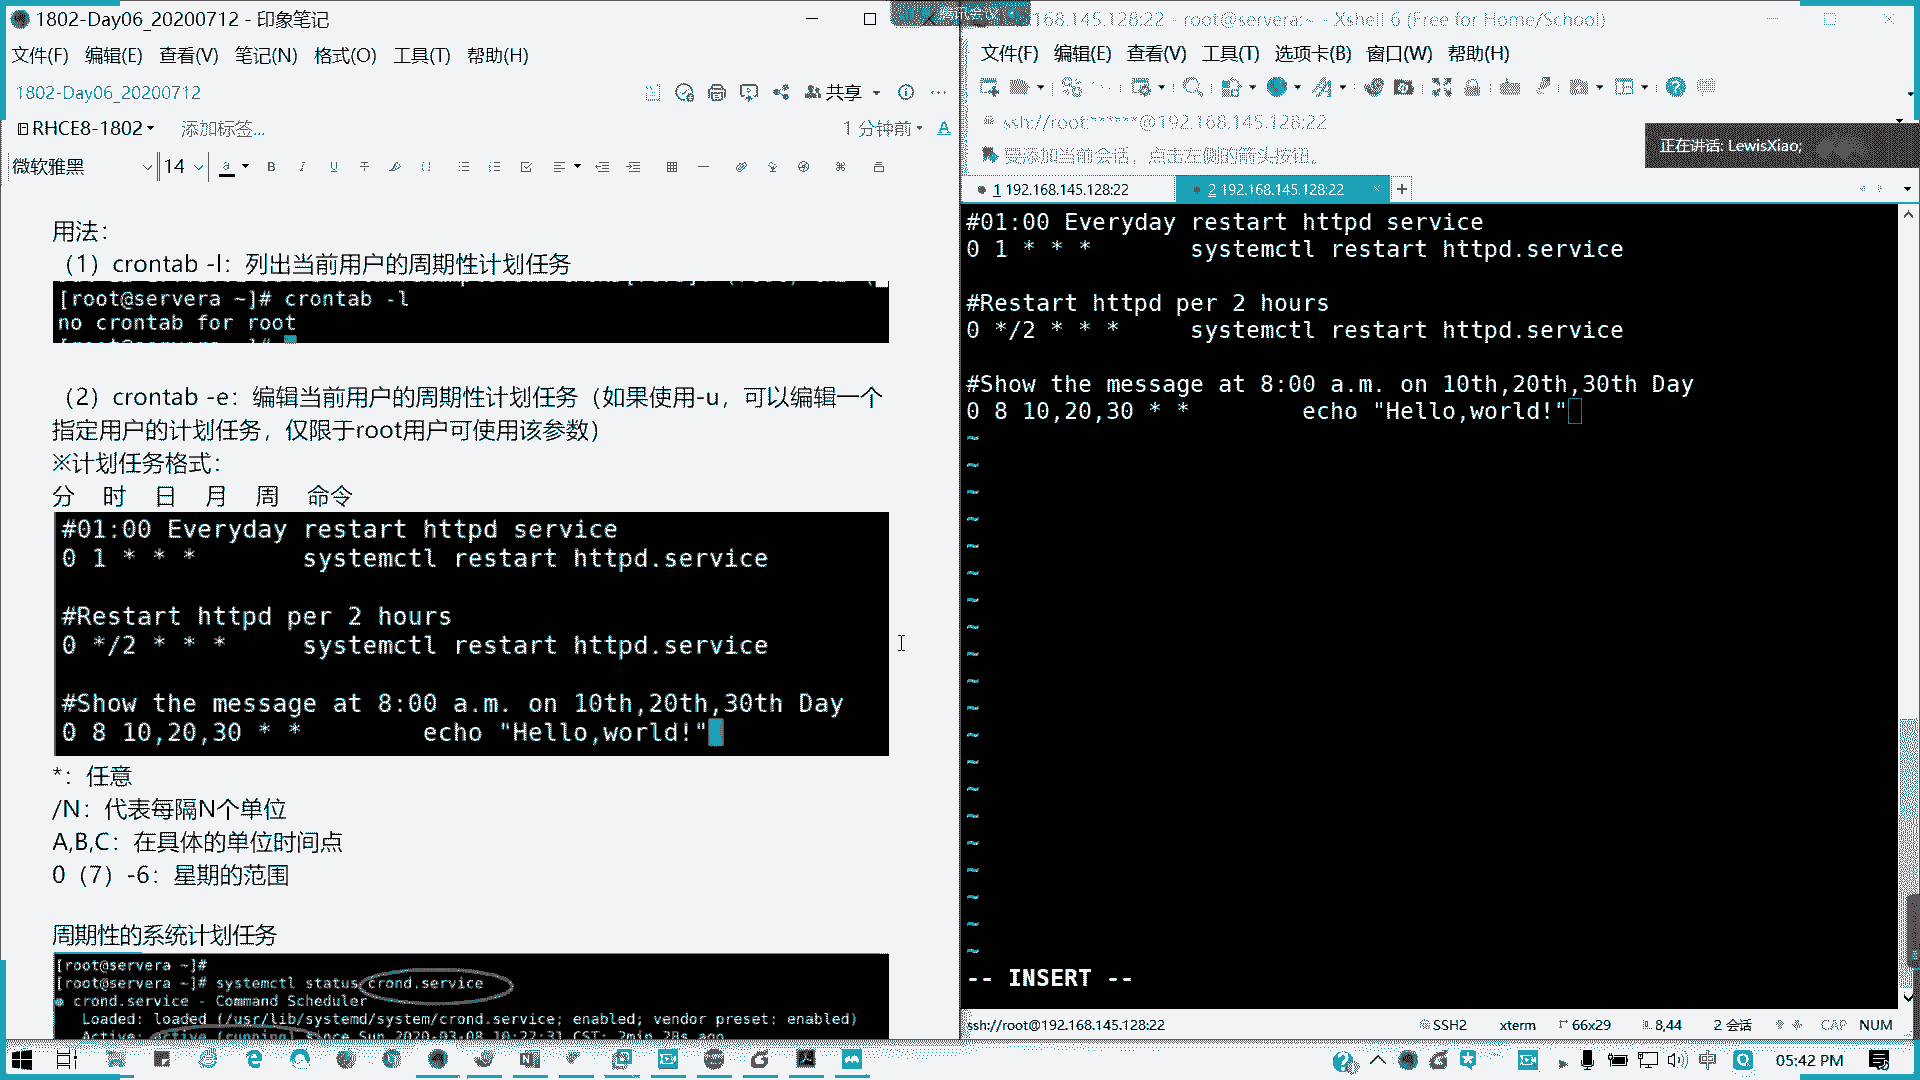 1802-Day06_20200712 - 印象笔记
文件(F) 编辑(E) 查看(V) 笔记(N) 格式(O) 工具(T) 帮助(H)
1802-Day06_20200712
共享
RHCE8-1802
添加标签...
1 分钟前
微软雅黑
14
用法：
（1）crontab -l：列出当前用户的周期性计划任务
[root@servera ~]# crontab -l
no crontab for root
（2）crontab -e：编辑当前用户的周期性计划任务（如果使用-u，可以编辑一个
指定用户的计划任务，仅限于root用户可使用该参数）
※计划任务格式：
分 时 日 月 周 命令
#01:00 Everyday restart httpd service
0 1 * * * systemctl restart httpd.service
#Restart httpd per 2 hours
0 */2 * * * systemctl restart httpd.service
#Show the message at 8:00 a.m. on 10th,20th,30th Day
0 8 10,20,30 * * echo "Hello,world!"
*：任意
/N：代表每隔N个单位
A,B,C：在具体的单位时间点
0（7）-6：星期的范围
周期性的系统计划任务
[root@servera ~]#
[root@servera ~]# systemctl status crond.service
● crond.service - Command Scheduler
Loaded: loaded (/usr/lib/systemd/system/crond.service; enabled; vendor preset: enabled)
Active: active (running) since Sun 2020-03-08 10:22:31 CST; 2min 28s ago
腾讯会议
168.145.128:22 - root@servera:~ - Xshell 6 (Free for Home/School)
文件(F) 编辑(E) 查看(V) 工具(T) 选项卡(B) 窗口(W) 帮助(H)
ssh://root:******@192.168.145.128:22
要添加当前会话，点击左侧的箭头按钮。
正在讲话: LewisXiao;
1 192.168.145.128:22
2 192.168.145.128:22
#01:00 Everyday restart httpd service
0 1 * * * systemctl restart httpd.service
#Restart httpd per 2 hours
0 */2 * * * systemctl restart httpd.service
#Show the message at 8:00 a.m. on 10th,20th,30th Day
0 8 10,20,30 * * echo "Hello,world!"
-- INSERT --
ssh://root@192.168.145.128:22
SSH2
xterm
66x29
8,44
2 会话
CAP
NUM
中
05:42 PM